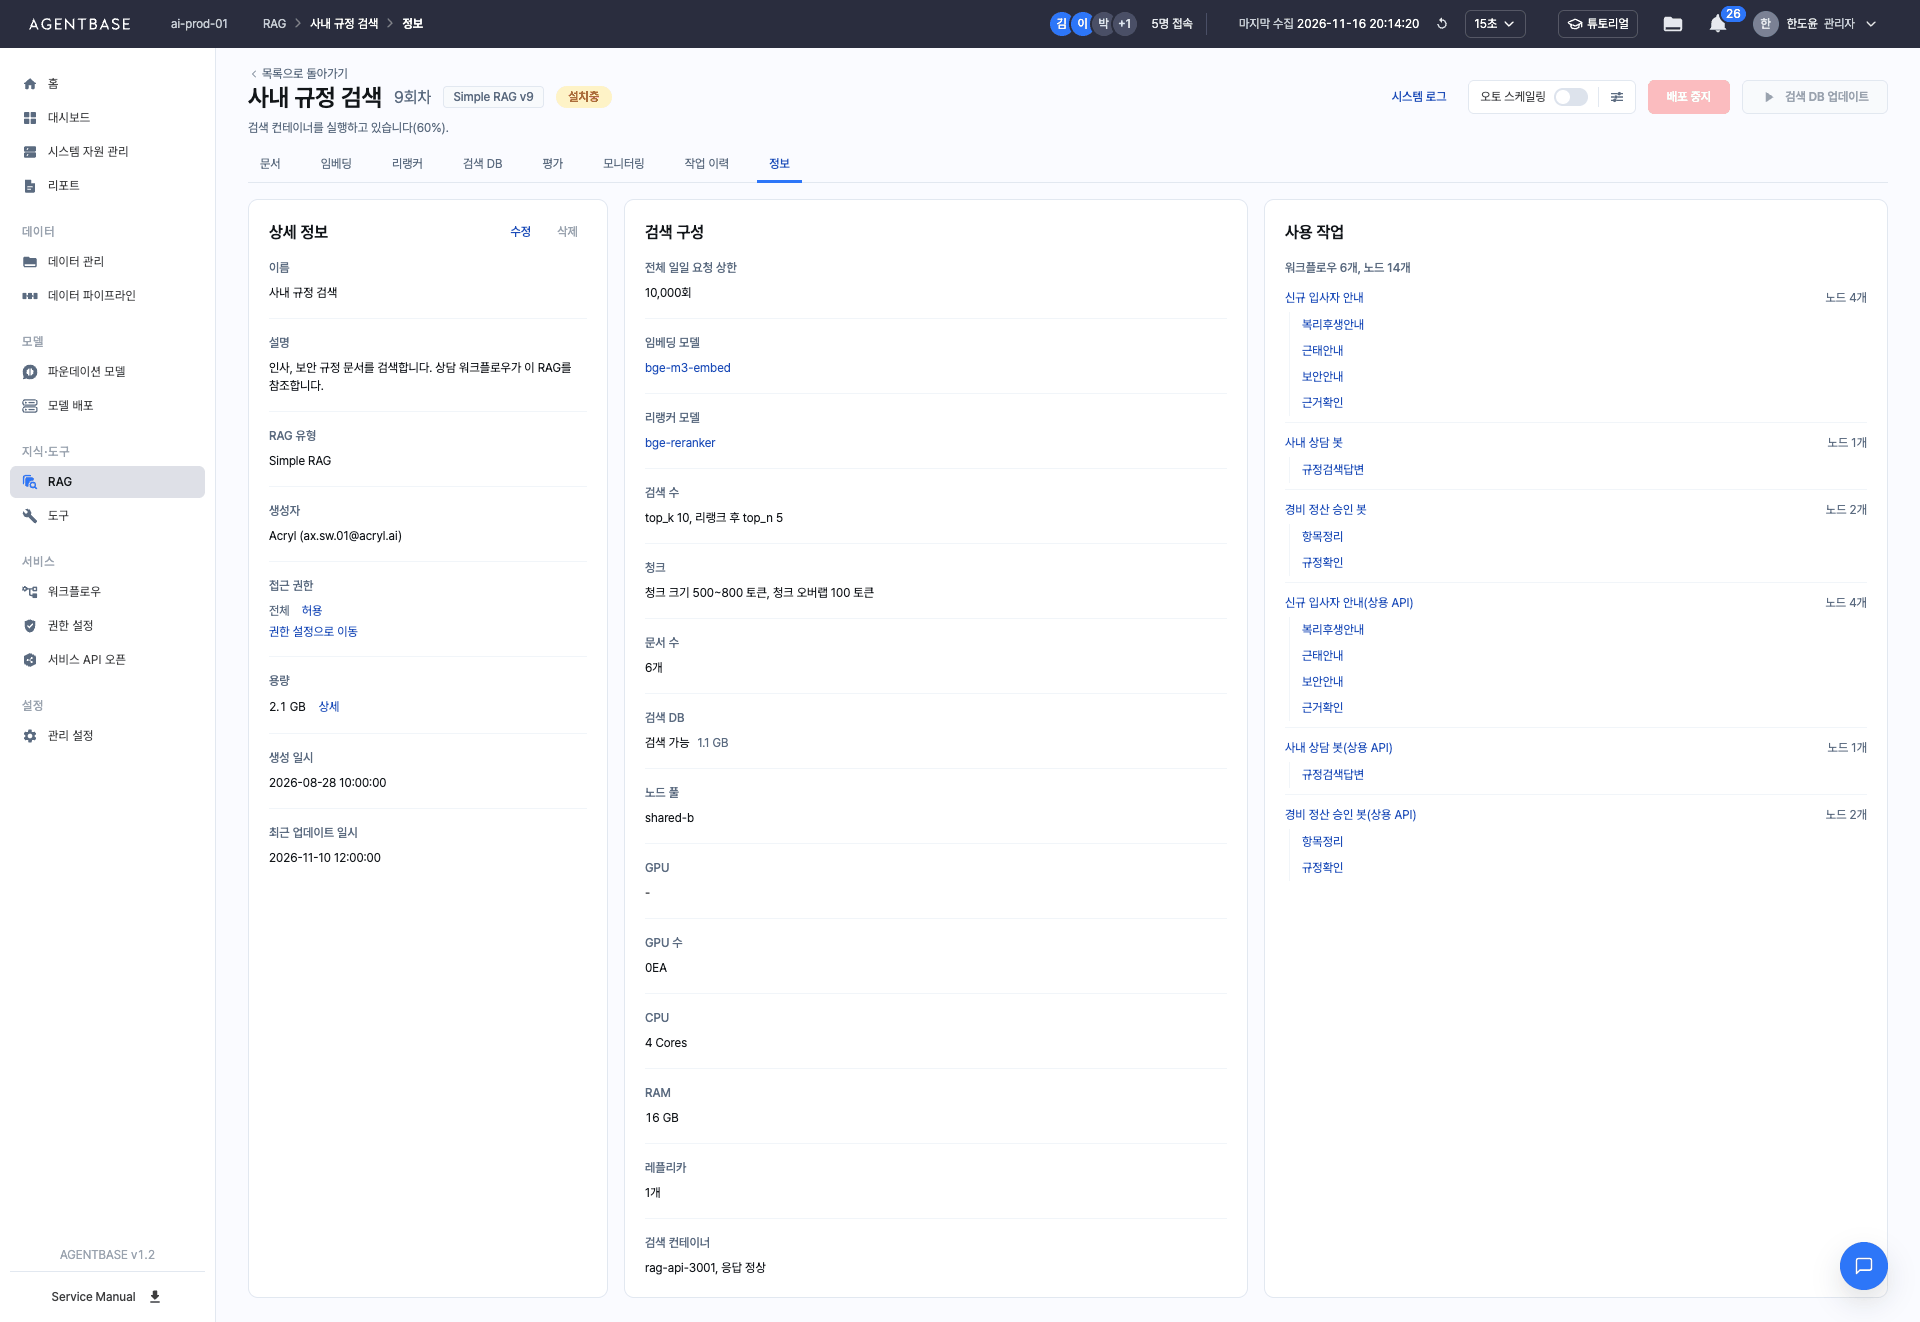 AGENTBASE
ai-prod-01
RAG > 사내 규정 검색 > 정보
김 이 박 +1 5명 접속
마지막 수집 2026-11-16 20:14:20
15초
튜토리얼
26
한 한도윤 관리자
홈
대시보드
시스템 자원 관리
리포트
데이터
데이터 관리
데이터 파이프라인
모델
파운데이션 모델
모델 배포
지식·도구
RAG
도구
서비스
워크플로우
권한 설정
서비스 API 오픈
설정
관리 설정
AGENTBASE v1.2
Service Manual
목록으로 돌아가기
사내 규정 검색 9회차 Simple RAG v9 설치중
검색 컨테이너를 실행하고 있습니다(60%).
시스템 로그
오토 스케일링
배포 중지
검색 DB 업데이트
문서 임베딩 리랭커 검색 DB 평가 모니터링 작업 이력 정보
상세 정보 수정 삭제
이름
사내 규정 검색
설명
인사, 보안 규정 문서를 검색합니다. 상담 워크플로우가 이 RAG를
참조합니다.
RAG 유형
Simple RAG
생성자
Acryl (ax.sw.01@acryl.ai)
접근 권한
전체 허용
권한 설정으로 이동
용량
2.1 GB 상세
생성 일시
2026-08-28 10:00:00
최근 업데이트 일시
2026-11-10 12:00:00
검색 구성
전체 일일 요청 상한
10,000회
임베딩 모델
bge-m3-embed
리랭커 모델
bge-reranker
검색 수
top_k 10, 리랭크 후 top_n 5
청크
청크 크기 500~800 토큰, 청크 오버랩 100 토큰
문서 수
6개
검색 DB
검색 가능 1.1 GB
노드 풀
shared-b
GPU
-
GPU 수
0EA
CPU
4 Cores
RAM
16 GB
레플리카
1개
검색 컨테이너
rag-api-3001, 응답 정상
사용 작업
워크플로우 6개, 노드 14개
신규 입사자 안내 노드 4개
복리후생안내
근태안내
보안안내
근거확인
사내 상담 봇 노드 1개
규정검색답변
경비 정산 승인 봇 노드 2개
항목정리
규정확인
신규 입사자 안내(상용 API) 노드 4개
복리후생안내
근태안내
보안안내
근거확인
사내 상담 봇(상용 API) 노드 1개
규정검색답변
경비 정산 승인 봇(상용 API) 노드 2개
항목정리
규정확인